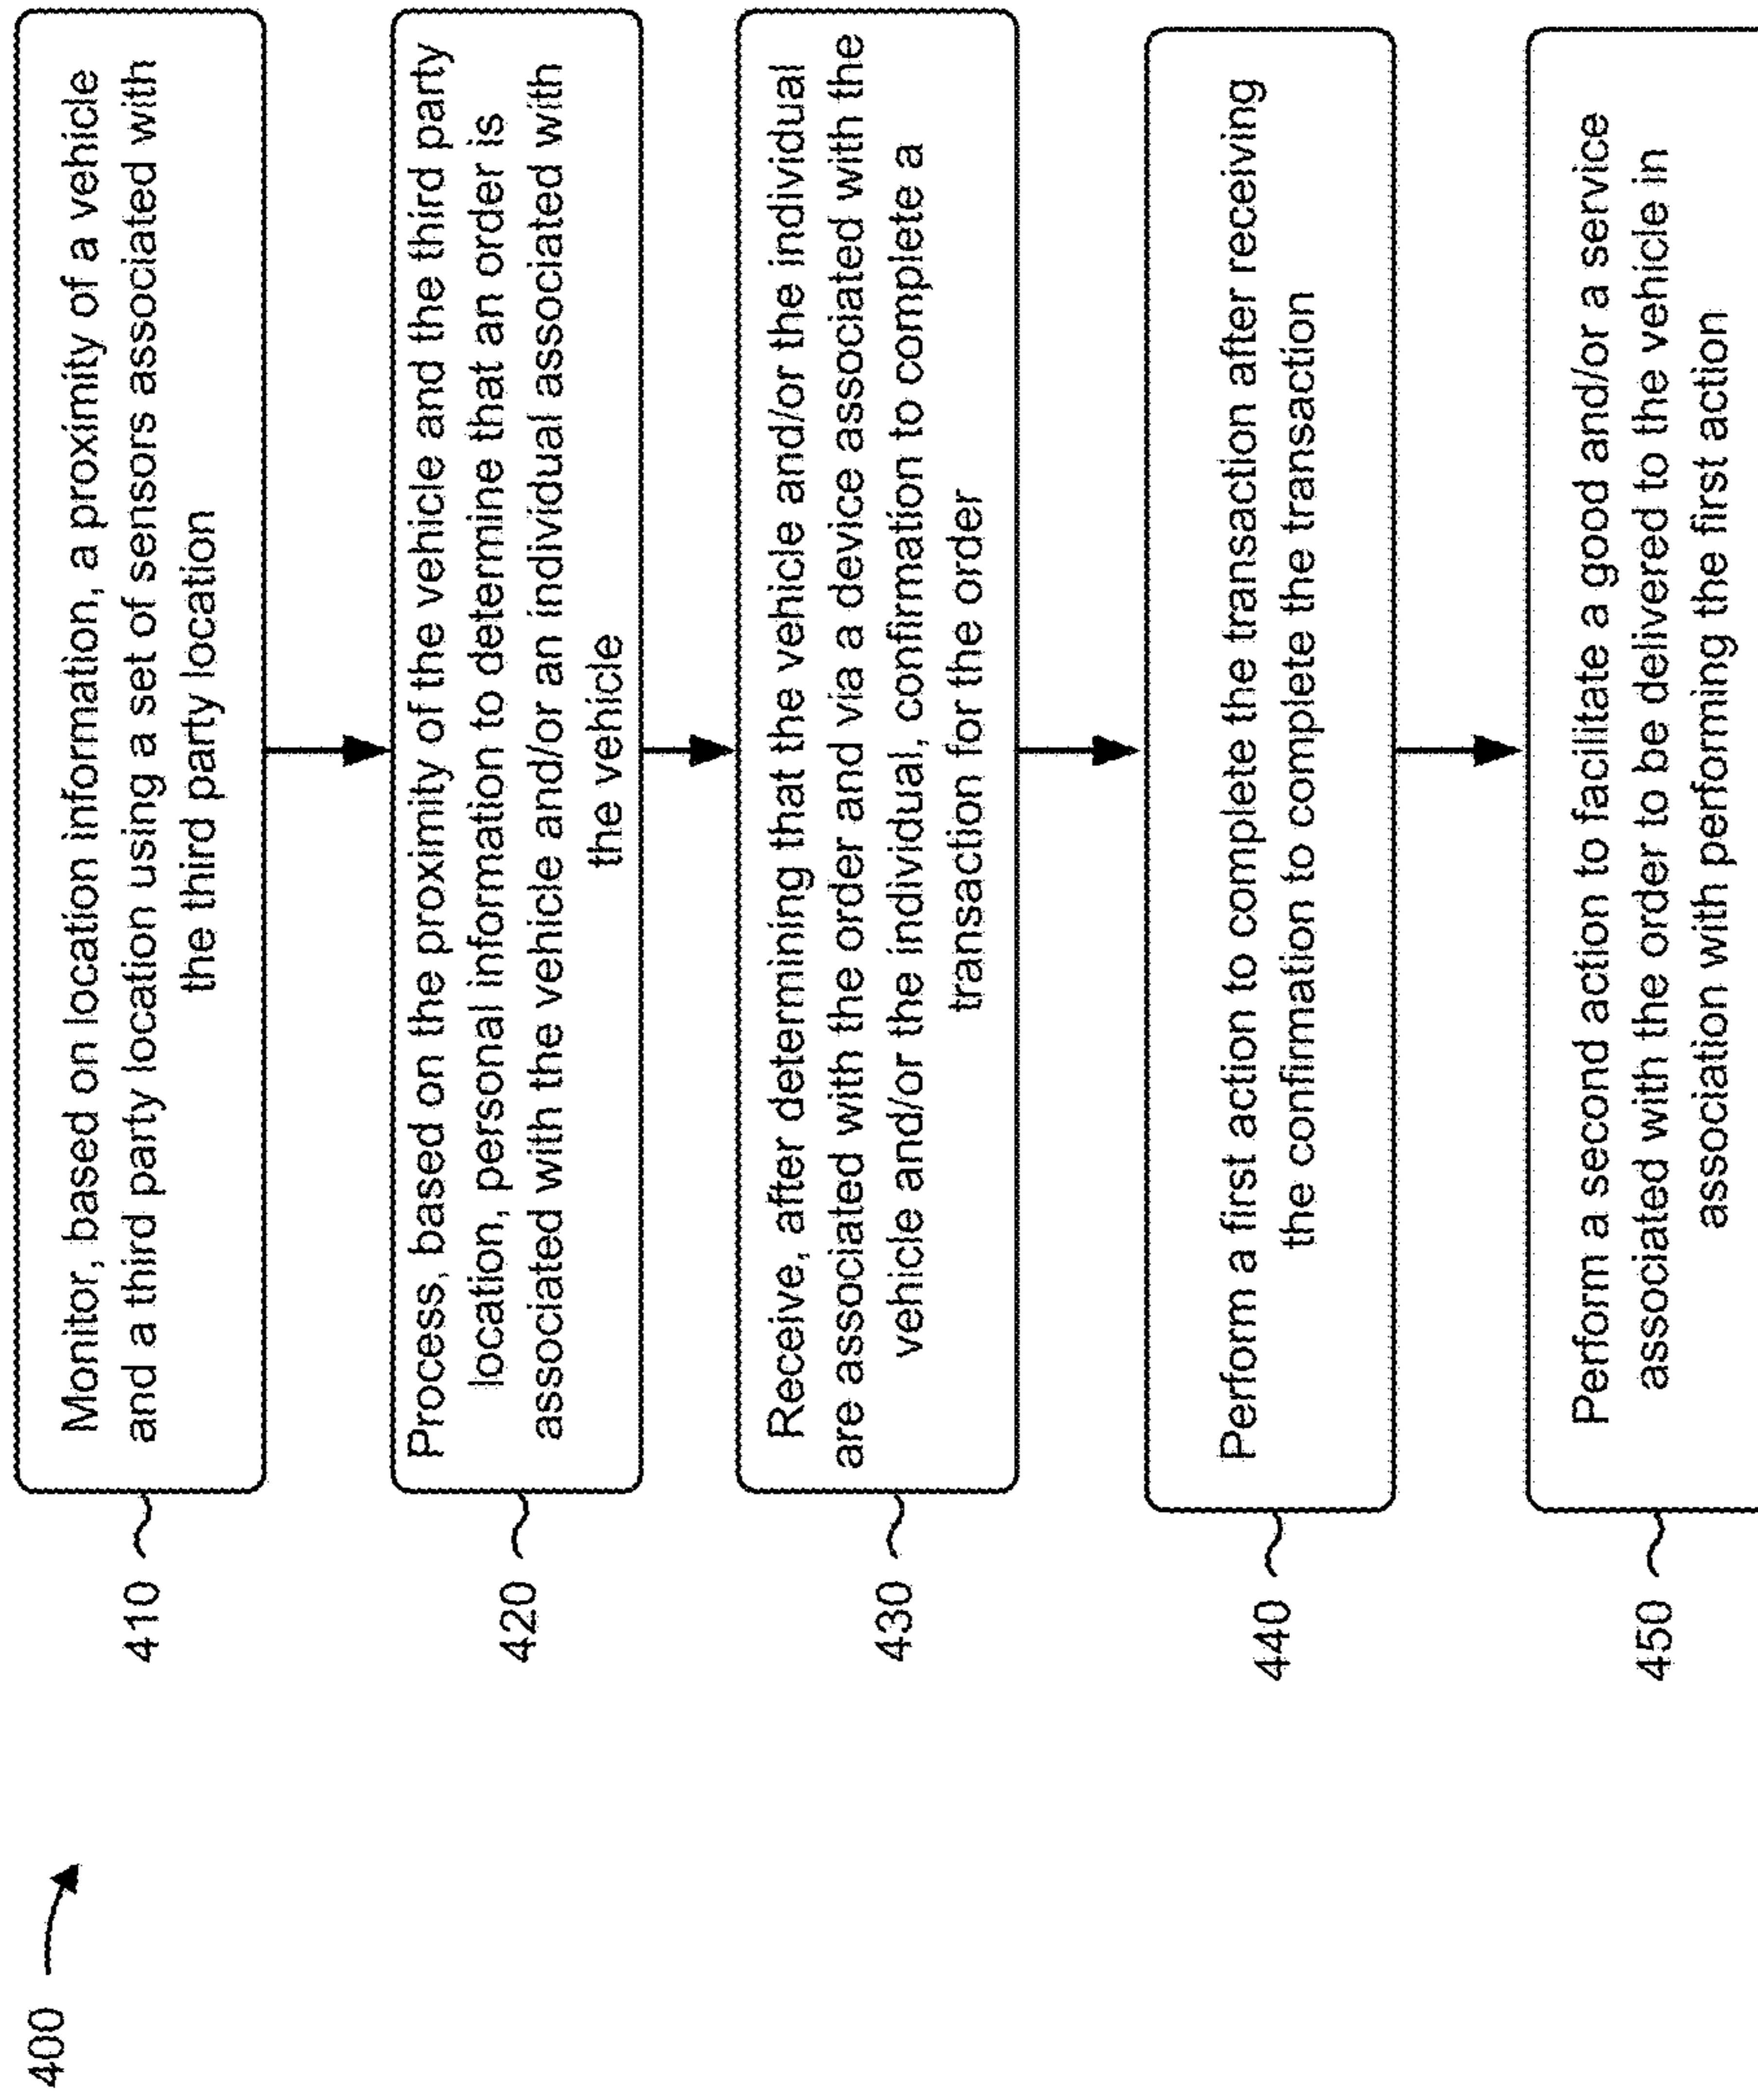 400
410
Monitor, based on location information, a proximity of a vehicle
and a third party location using a set of sensors associated with
the third party location
420
Process, based on the proximity of the vehicle and the third party
location, personal information to determine that an order is
associated with the vehicle and/or an individual associated with
the vehicle
430
Receive, after determining that the vehicle and/or the individual
are associated with the order and via a device associated with the
vehicle and/or the individual, confirmation to complete a
transaction for the order
440
Perform a first action to complete the transaction after receiving
the confirmation to complete the transaction
450
Perform a second action to facilitate a good and/or a service
associated with the order to be delivered to the vehicle in
association with performing the first action